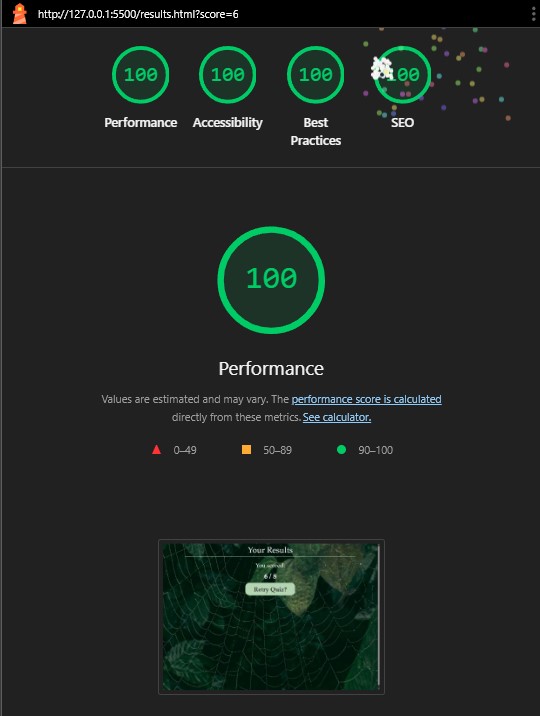 http://127.0.0.1:5500/results.html?score=6
100 100 100 100
Performance Accessibility Best Practices SEO
100
Performance
Values are estimated and may vary. The performance score is calculated
directly from these metrics. See calculator.
0–49 50–89 90–100
Your Results
You scored:
6 / 8
Retry Quiz?